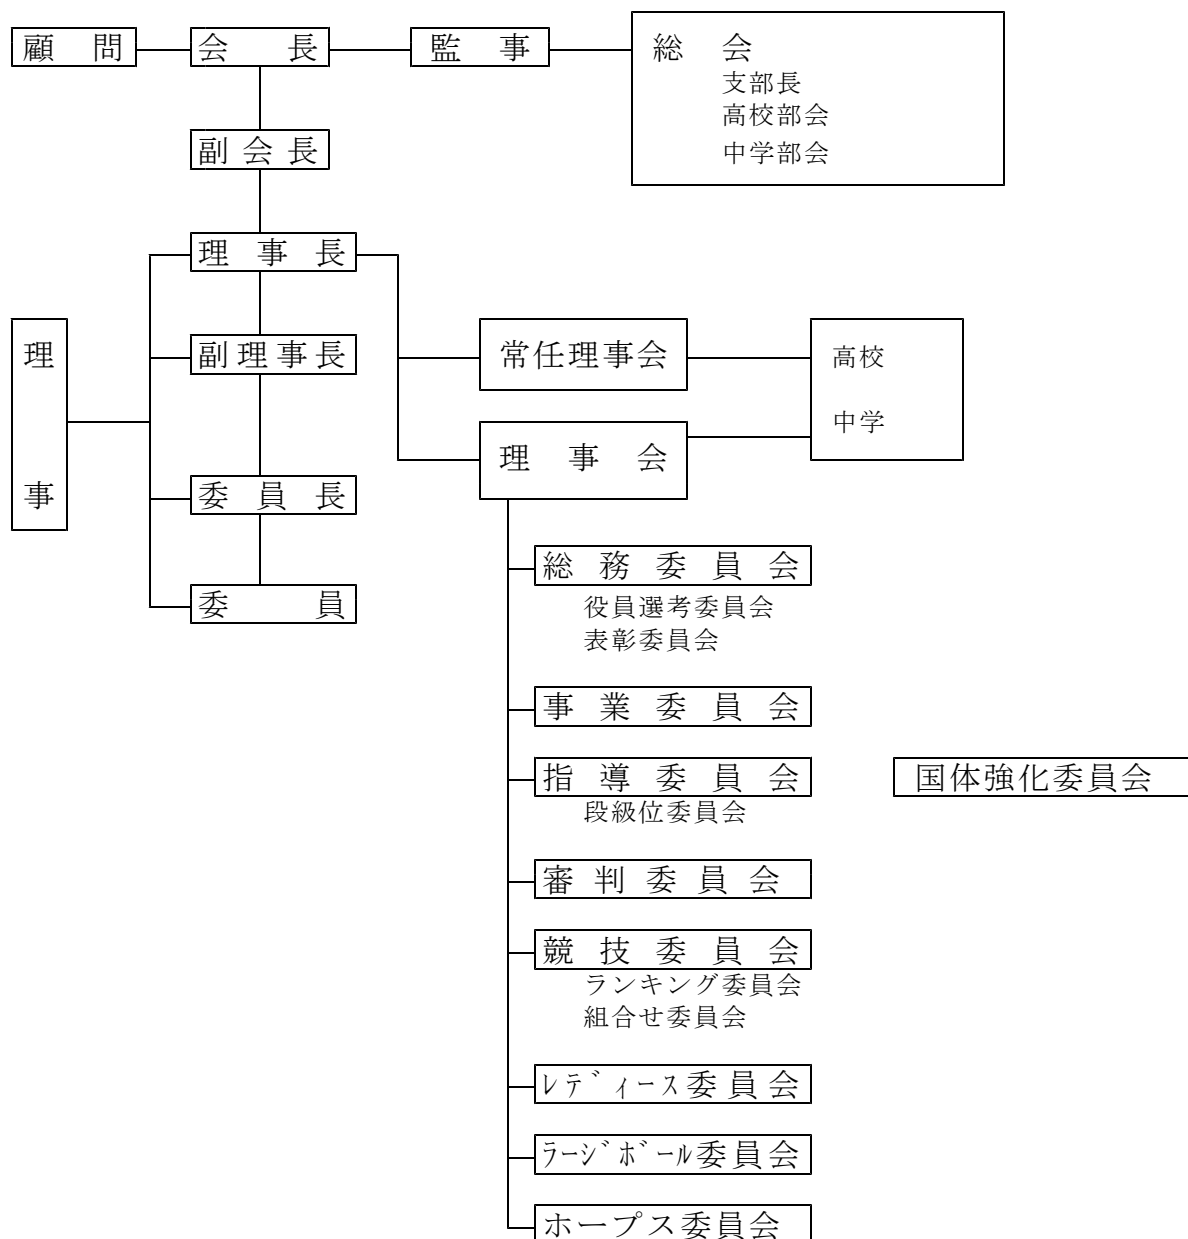 顧問
会長
監事
総会
支部長
高校部会
中学部会
副会長
理事長
理事
副理事長
常任理事会
高校
中学
理事会
委員長
委員
総務委員会
役員選考委員会
表彰委員会
事業委員会
指導委員会
国体強化委員会
段級位委員会
審判委員会
競技委員会
ランキング委員会
組合せ委員会
ﾚﾃﾞィース委員会
ﾗｰｼﾞﾎﾞｰﾙ委員会
ホープス委員会